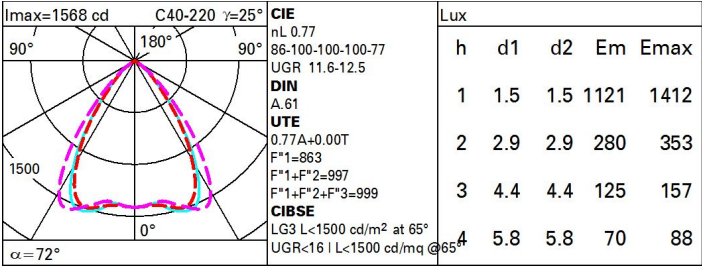 Imax=1568 cd C40-220 γ=25°
90° 180° 90°
1500
0°
α=72°
CIE
nL 0.77
86-100-100-100-77
UGR 11.6-12.5
DIN
A.61
UTE
0.77A+0.00T
F"1=863
F"1+F"2=997
F"1+F"2+F"3=999
CIBSE
LG3 L<1500 cd/m² at 65°
UGR<16 | L<1500 cd/mq @65°
Lux
h d1 d2 Em Emax
1 1.5 1.5 1121 1412
2 2.9 2.9 280 353
3 4.4 4.4 125 157
4 5.8 5.8 70 88